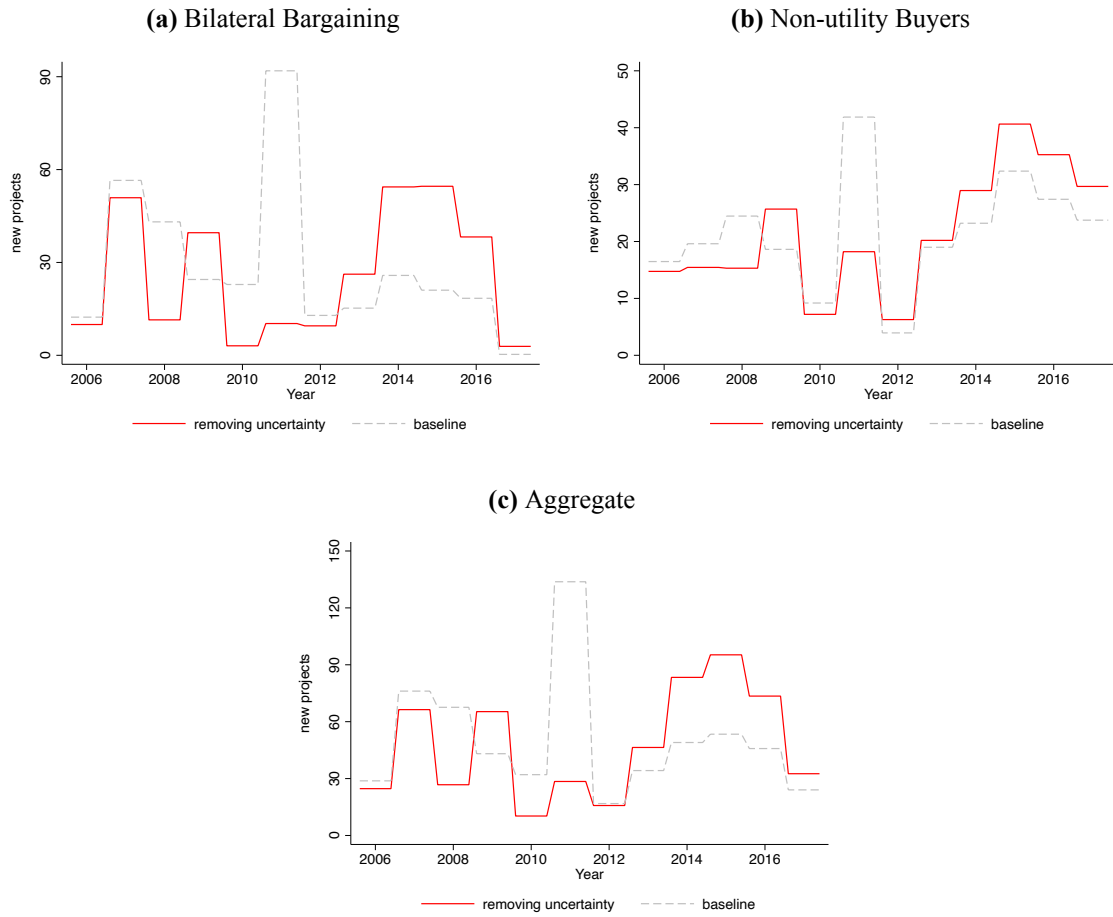 (a) Bilateral Bargaining
new projects
90
60
30
0
2006 2008 2010 2012 2014 2016
Year
removing uncertainty baseline
(b) Non-utility Buyers
new projects
50
40
30
20
10
0
2006 2008 2010 2012 2014 2016
Year
removing uncertainty baseline
(c) Aggregate
new projects
150
120
90
60
30
0
2006 2008 2010 2012 2014 2016
Year
removing uncertainty baseline